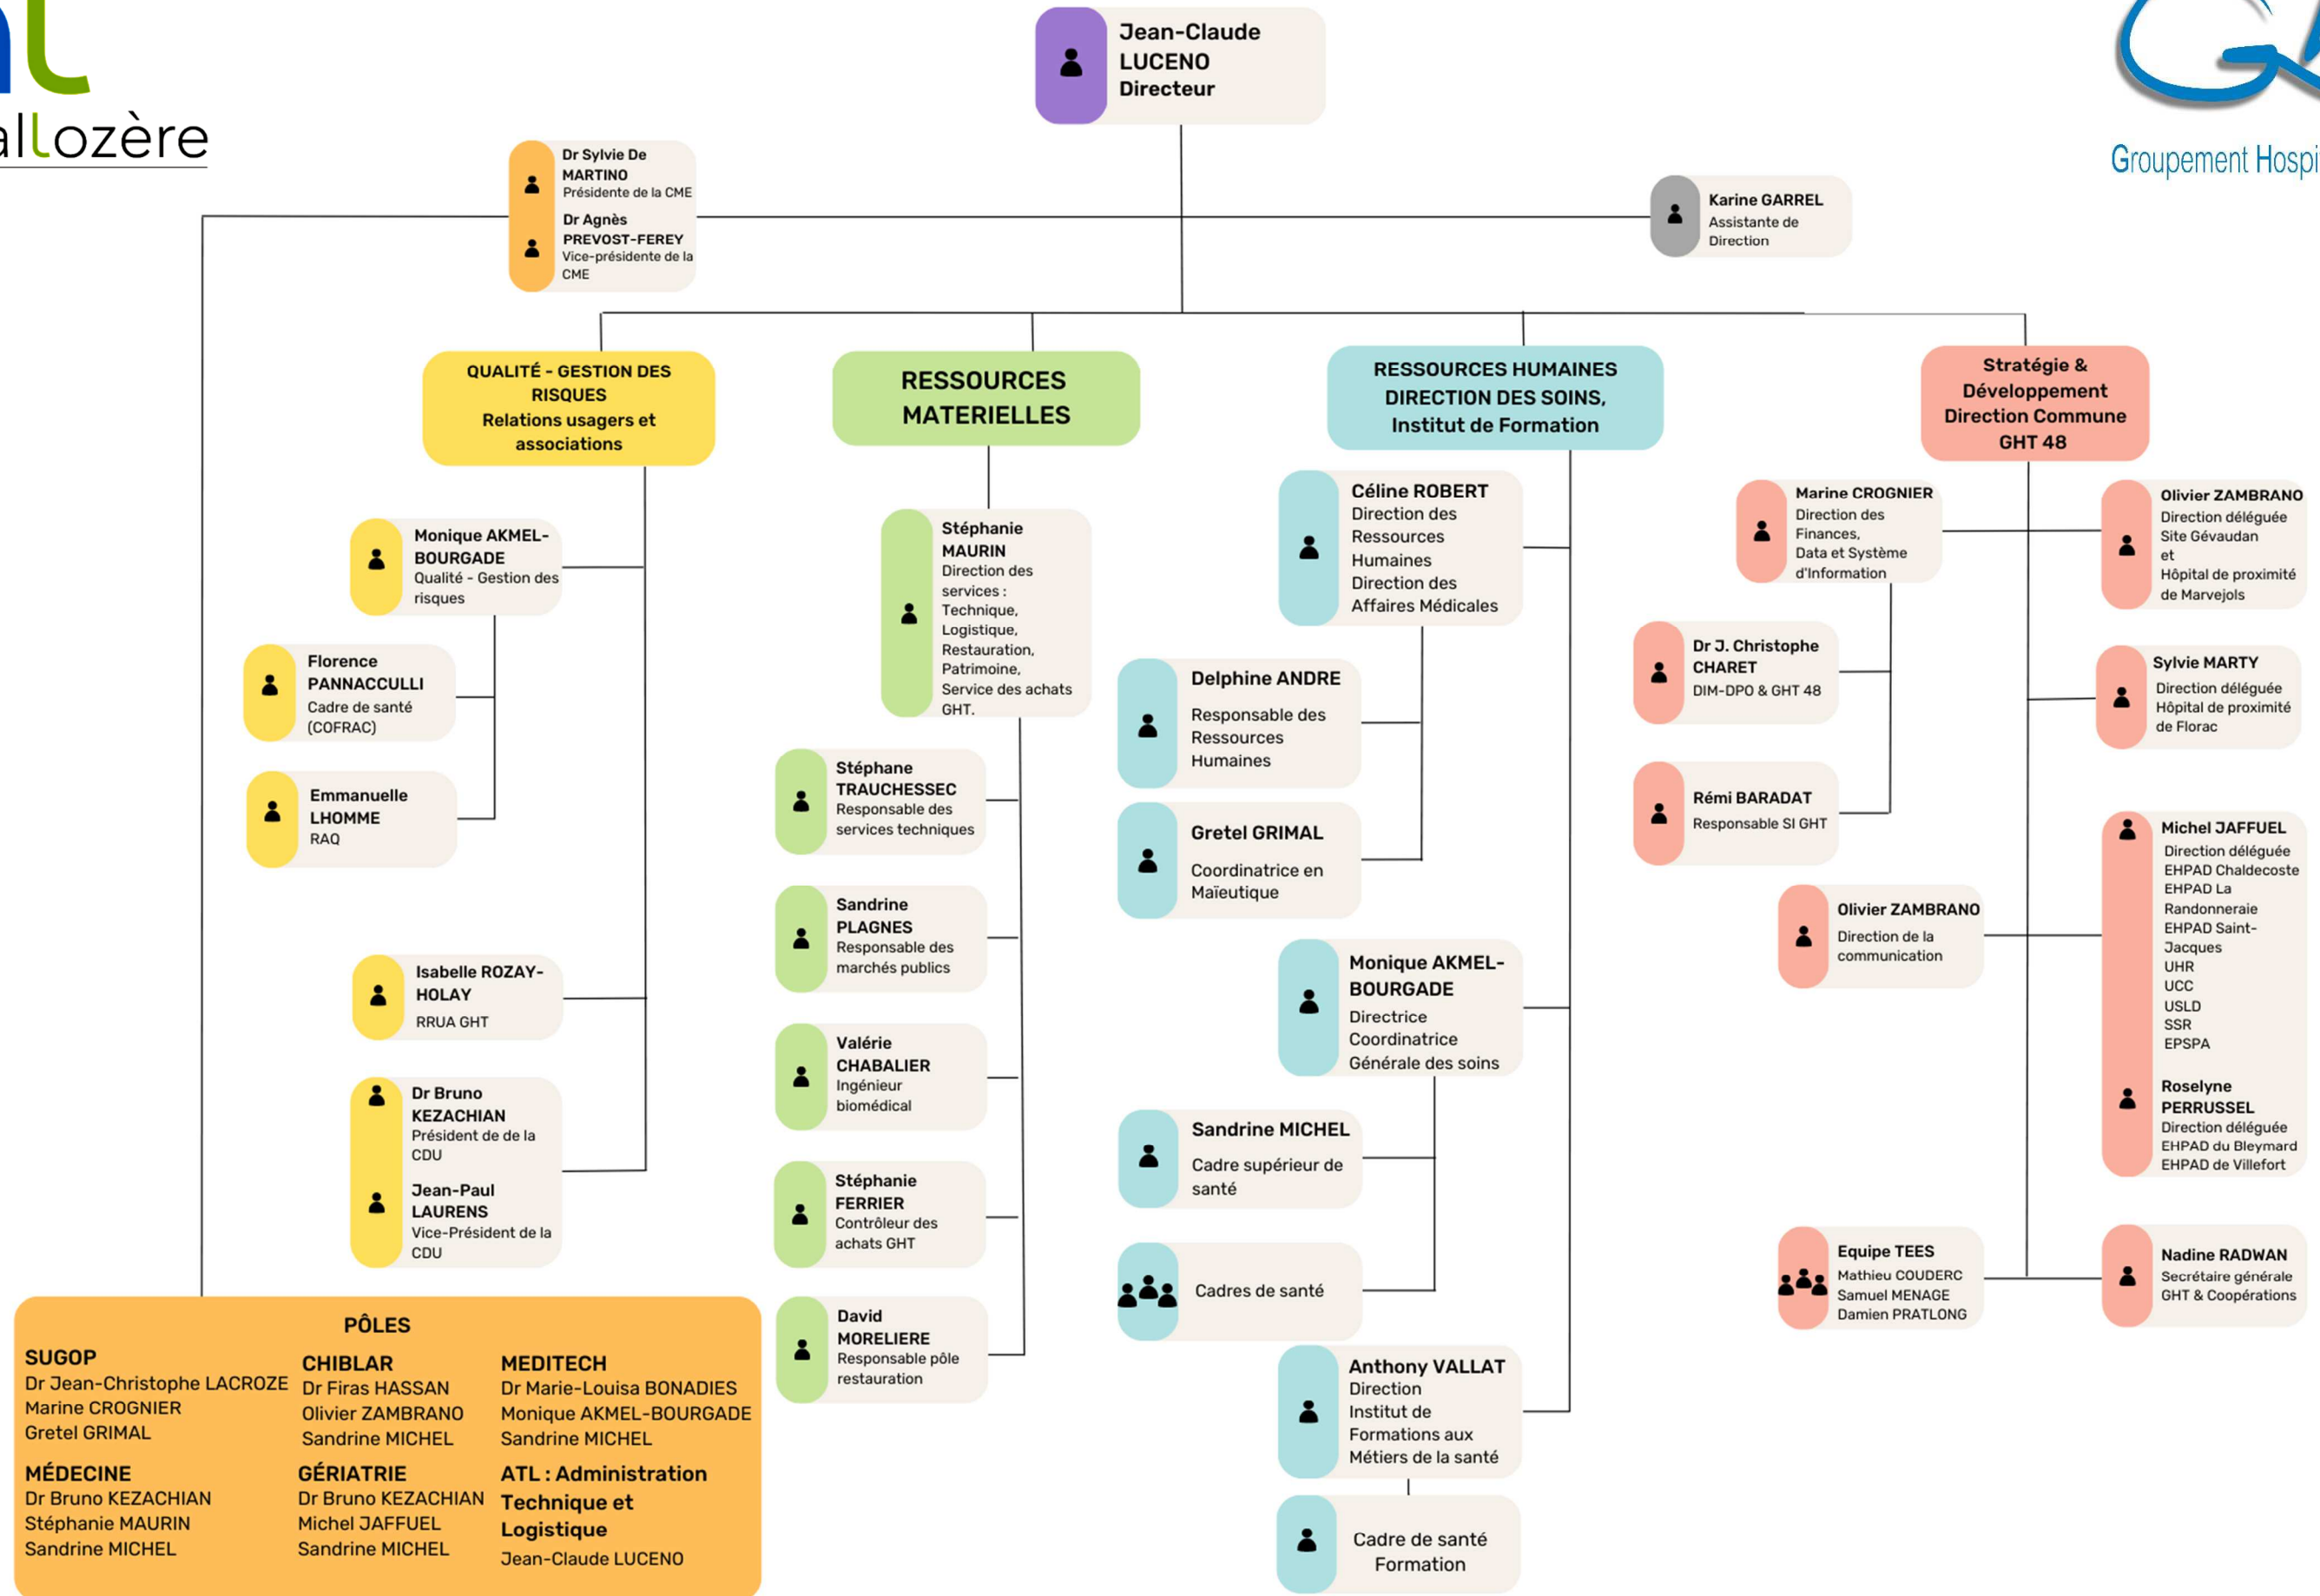 allozère
Groupement Hospi
Jean-Claude
LUCENO
Directeur
Dr Sylvie De
MARTINO
Présidente de la CME
Dr Agnès
PREVOST-FEREY
Vice-présidente de la
CME
Karine GARREL
Assistante de
Direction
QUALITÉ - GESTION DES
RISQUES
Relations usagers et
associations
Monique AKMEL-
BOURGADE
Qualité - Gestion des
risques
Florence
PANNACCULLI
Cadre de santé
(COFRAC)
Emmanuelle
LHOMME
RAQ
Isabelle ROZAY-
HOLAY
RRUA GHT
Dr Bruno
KEZACHIAN
Président de de la
CDU
Jean-Paul
LAURENS
Vice-Président de la
CDU
RESSOURCES
MATERIELLES
Stéphanie
MAURIN
Direction des
services :
Technique,
Logistique,
Restauration,
Patrimoine,
Service des achats
GHT.
Stéphane
TRAUCHESSEC
Responsable des
services techniques
Sandrine
PLAGNES
Responsable des
marchés publics
Valérie
CHABALIER
Ingénieur
biomédical
Stéphanie
FERRIER
Contrôleur des
achats GHT
David
MORELIERE
Responsable pôle
restauration
RESSOURCES HUMAINES
DIRECTION DES SOINS,
Institut de Formation
Céline ROBERT
Direction des
Ressources
Humaines
Direction des
Affaires Médicales
Delphine ANDRE
Responsable des
Ressources
Humaines
Gretel GRIMAL
Coordinatrice en
Maïeutique
Monique AKMEL-
BOURGADE
Directrice
Coordinatrice
Générale des soins
Sandrine MICHEL
Cadre supérieur de
santé
Cadres de santé
Anthony VALLAT
Direction
Institut de
Formations aux
Métiers de la santé
Cadre de santé
Formation
Stratégie &
Développement
Direction Commune
GHT 48
Marine CROGNIER
Direction des
Finances,
Data et Système
d'Information
Dr J. Christophe
CHARET
DIM-DPO & GHT 48
Rémi BARADAT
Responsable SI GHT
Olivier ZAMBRANO
Direction de la
communication
Equipe TEES
Mathieu COUDERC
Samuel MENAGE
Damien PRATLONG
Olivier ZAMBRANO
Direction déléguée
Site Gévaudan
et
Hôpital de proximité
de Marvejols
Sylvie MARTY
Direction déléguée
Hôpital de proximité
de Florac
Michel JAFFUEL
Direction déléguée
EHPAD Chaldecoste
EHPAD La
Randonneraie
EHPAD Saint-
Jacques
UHR
UCC
USLD
SSR
EPSPA
Roselyne
PERRUSSEL
Direction déléguée
EHPAD du Bleymard
EHPAD de Villefort
Nadine RADWAN
Secrétaire générale
GHT & Coopérations
PÔLES
SUGOP
Dr Jean-Christophe LACROZE
Marine CROGNIER
Gretel GRIMAL
CHIBLAR
Dr Firas HASSAN
Olivier ZAMBRANO
Sandrine MICHEL
MEDITECH
Dr Marie-Louisa BONADIES
Monique AKMEL-BOURGADE
Sandrine MICHEL
MÉDECINE
Dr Bruno KEZACHIAN
Stéphanie MAURIN
Sandrine MICHEL
GÉRIATRIE
Dr Bruno KEZACHIAN
Michel JAFFUEL
Sandrine MICHEL
ATL : Administration
Technique et
Logistique
Jean-Claude LUCENO